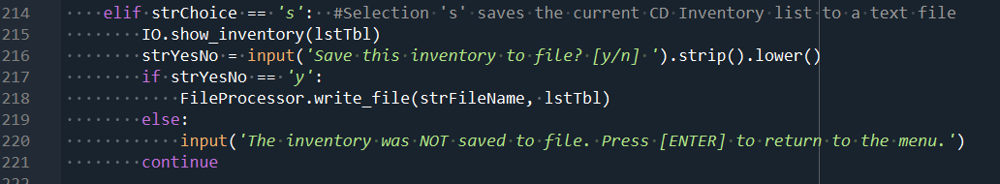 214 elif strChoice == 's': #Selection 's' saves the current CD Inventory list to a text file
215 IO.show_inventory(lstTbl)
216 strYesNo = input('Save this inventory to file? [y/n] ').strip().lower()
217 if strYesNo == 'y':
218 FileProcessor.write_file(strFileName, lstTbl)
219 else:
220 input('The inventory was NOT saved to file. Press [ENTER] to return to the menu.')
221 continue
222